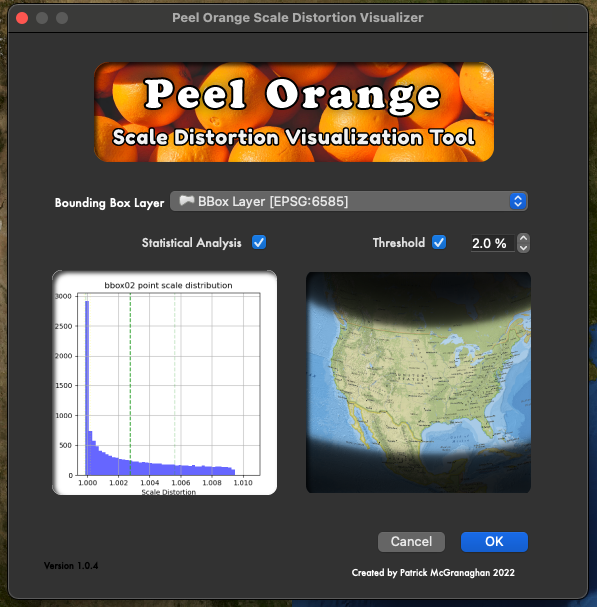 Peel Orange Scale Distortion Visualizer
Peel Orange
Scale Distortion Visualization Tool
Bounding Box Layer
BBox Layer [EPSG:6585]
Statistical Analysis
Threshold
2.0 %
bbox02 point scale distribution
3000
2500
2000
1500
1000
500
0
1.000 1.002 1.004 1.006 1.008 1.010
Scale Distortion
UNITED
STATES
Cancel
OK
Version 1.0.4
Created by Patrick McGranaghan 2022